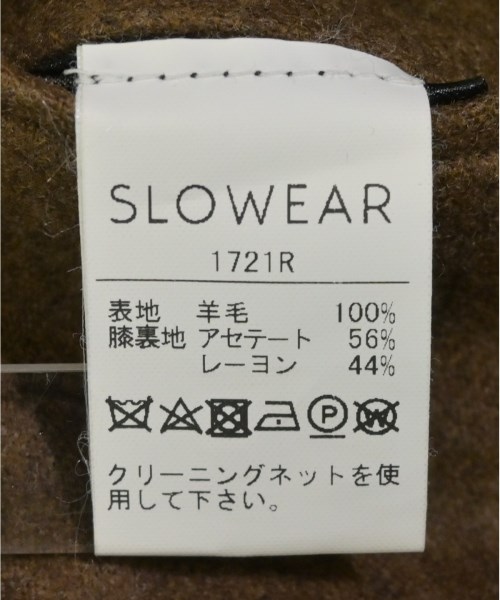 SLOWEAR
1721R
表地 羊毛 100%
膝裏地 アセテート 56%
レーヨン 44%
P W
クリーニングネットを使
用して下さい。